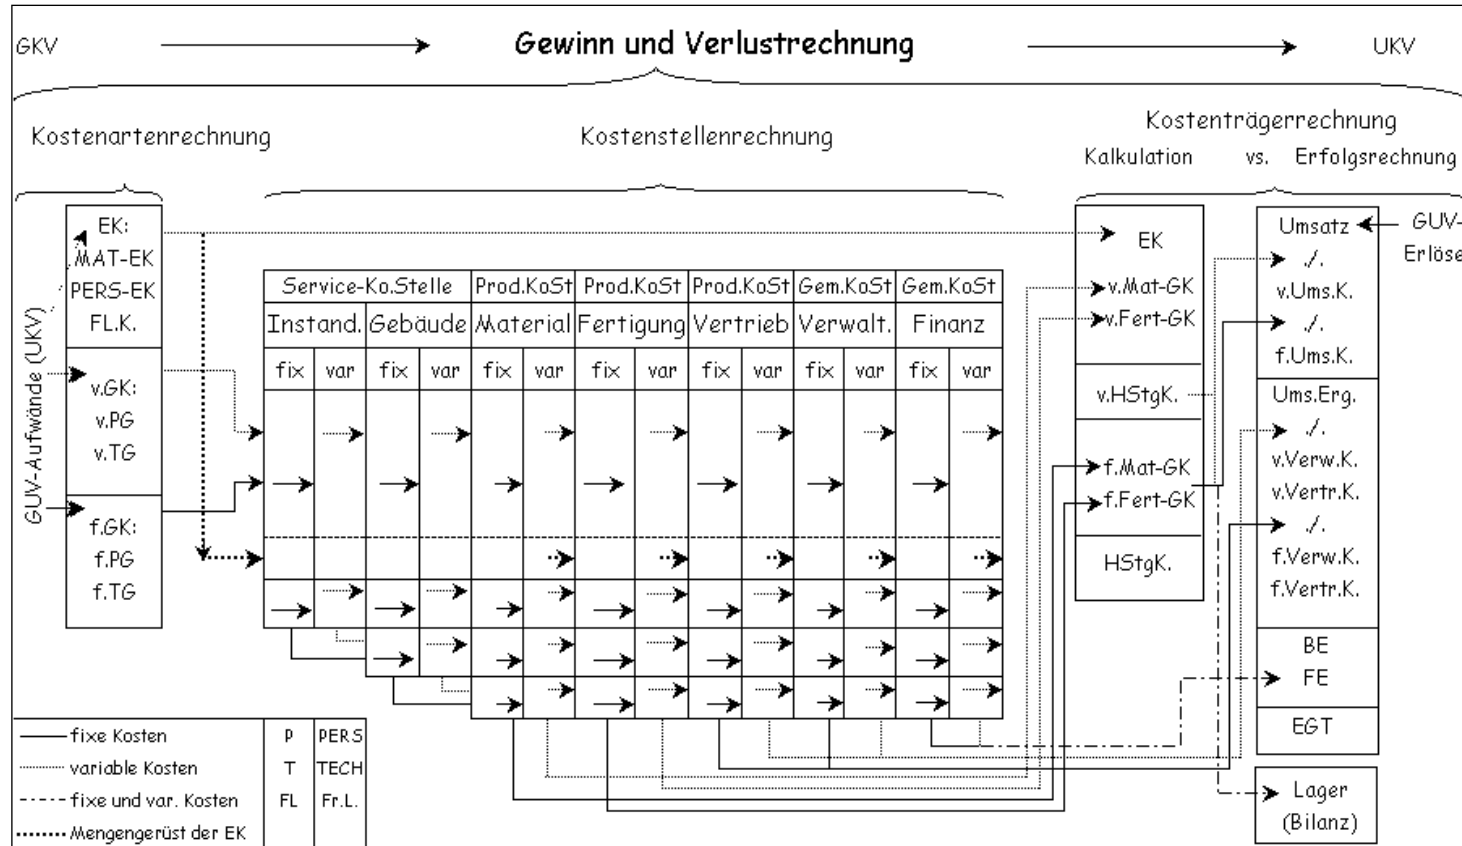 GKV
Gewinn und Verlustrechnung
UKV
Kostenartenrechnung
Kostenstellenrechnung
Kostenträgerrechnung
Kalkulation vs. Erfolgsrechnung
GUV-Aufwände (UKV)
EK:
MAT-EK
PERS-EK
FL.K.
v.GK:
v.PG
v.TG
f.GK:
f.PG
f.TG
Service-Ko.Stelle Prod.KoSt Prod.KoSt Prod.KoSt Gem.KoSt Gem.KoSt
Instand. Gebäude Material Fertigung Vertrieb Verwalt. Finanz
fix var fix var fix var fix var fix var fix var fix var
EK
v.Mat-GK
v.Fert-GK
v.HStgK.
f.Mat-GK
f.Fert-GK
HStgK.
Umsatz
./.
v.Ums.K.
./.
f.Ums.K.
Ums.Erg.
./.
v.Verw.K.
v.Vertr.K.
./.
f.Verw.K.
f.Vertr.K.
BE
FE
EGT
Lager
(Bilanz)
GUV-
Erlöse
fixe Kosten P PERS
variable Kosten T TECH
fixe und var. Kosten FL Fr.L.
Mengengerüst der EK